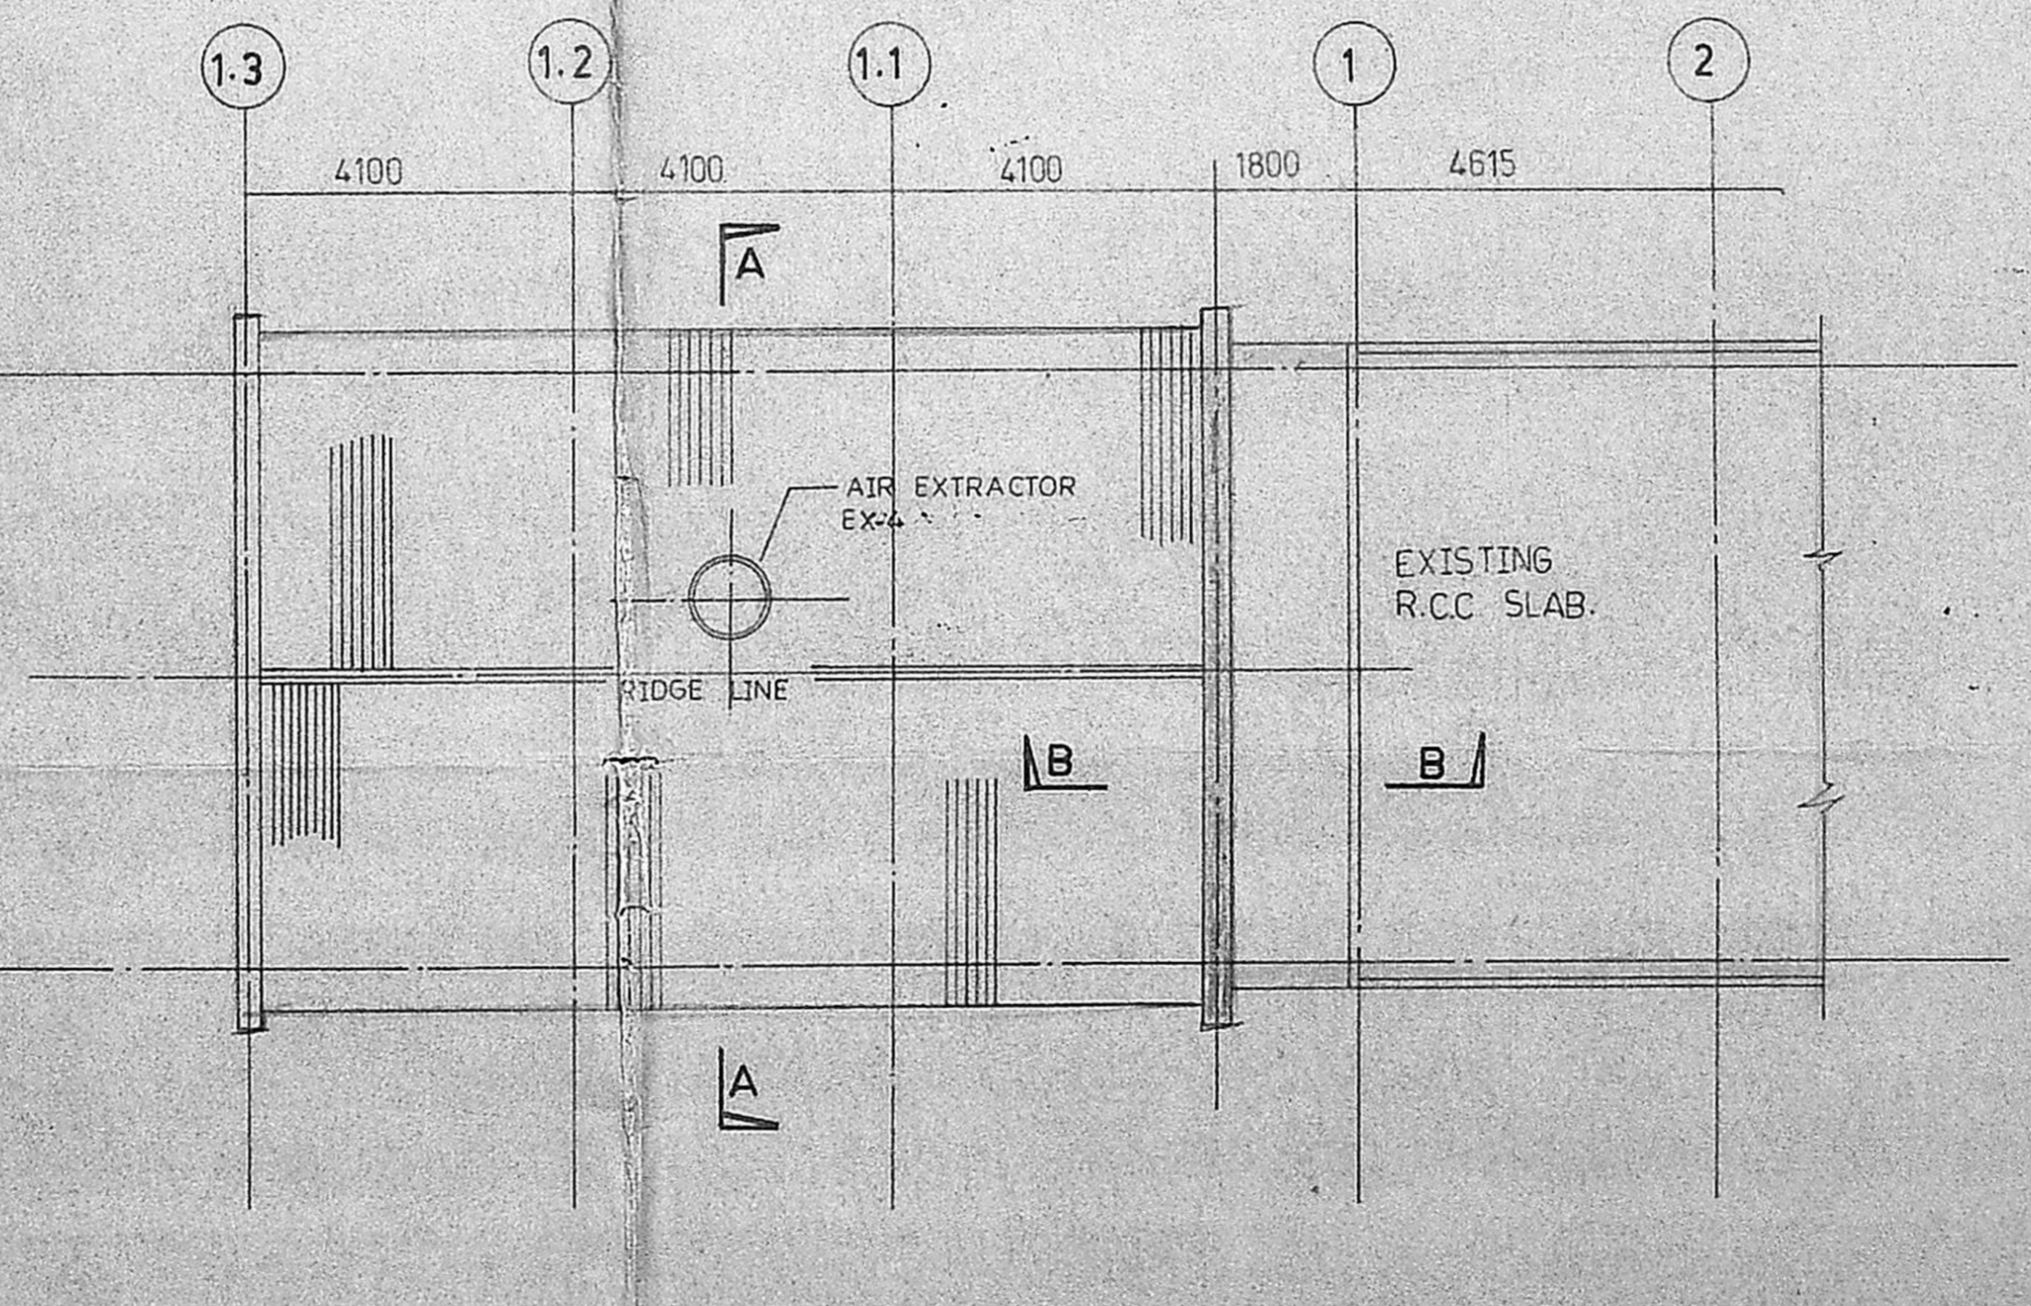 1.3
1.2
1.1
1
2
4100
4100
4100
1800
4615
A
AIR EXTRACTOR
EX-4
EXISTING
R.C.C SLAB.
RIDGE LINE
B
B
A